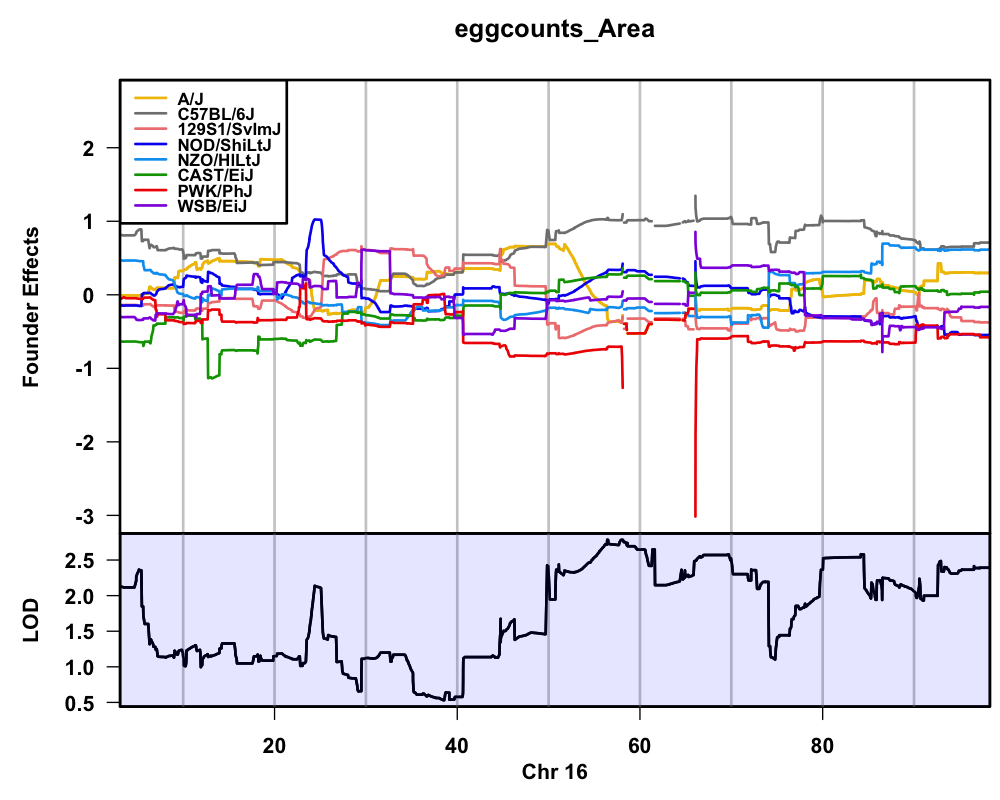 eggcounts_Area
A/J
C57BL/6J
129S1/SvImJ
NOD/ShiLtJ
NZO/HlLtJ
CAST/EiJ
PWK/PhJ
WSB/EiJ
Founder Effects
2
1
0
-1
-2
-3
LOD
2.5
2.0
1.5
1.0
0.5
20 40 60 80
Chr 16